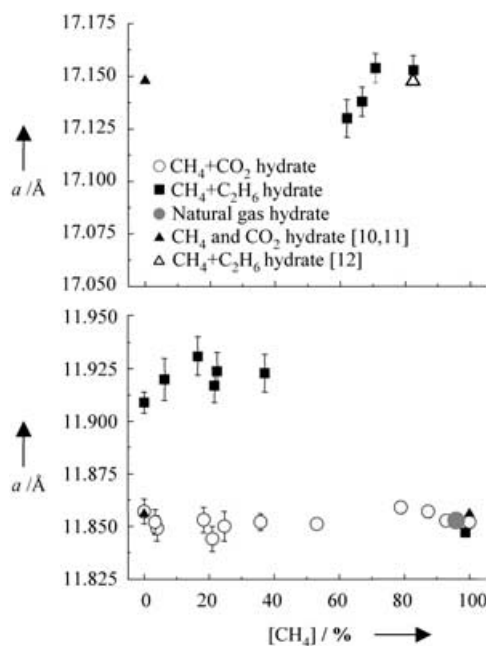 17.150
17.125
17.100
17.075
17.050
a /Å
○ CH₄+CO₂ hydrate
■ CH₄+C₂H₆ hydrate
● Natural gas hydrate
▲ CH₄ and CO₂ hydrate [10,11]
△ CH₄+C₂H₆ hydrate [12]
11.950
11.925
11.900
11.875
11.850
11.825
a /Å
0 20 40 60 80 100
[CH₄] / %